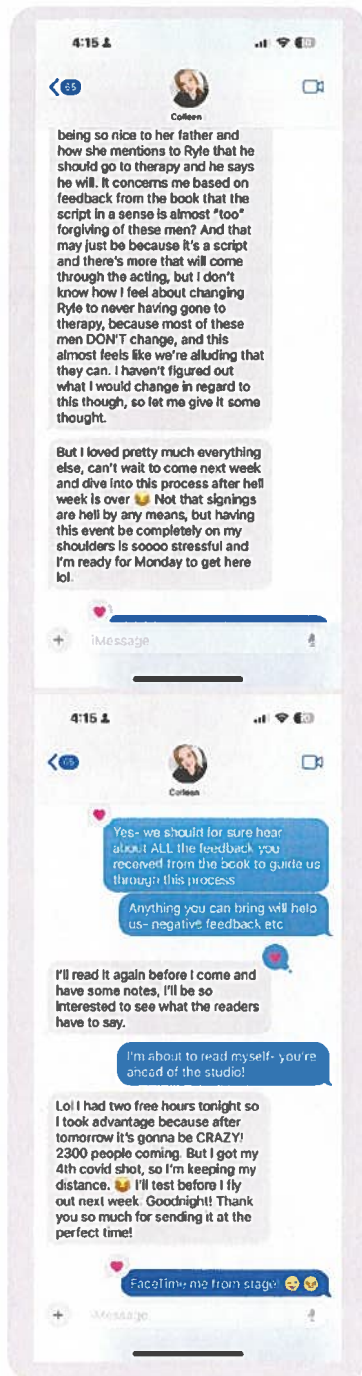 4:15
65
Colleen
being so nice to her father and
how she mentions to Ryle that he
should go to therapy and he says
he will. It concerns me based on
feedback from the book that the
script in a sense is almost "too"
forgiving of these men? And that
may just be because it's a script
and there's more that will come
through the acting, but I don't
know how I feel about changing
Ryle to never having gone to
therapy, because most of these
men DON'T change, and this
almost feels like we're alluding that
they can. I haven't figured out
what I would change in regard to
this though, so let me give it some
thought.
But I loved pretty much everything
else, can't wait to come next week
and dive into this process after hell
week is over 😂 Not that signings
are hell by any means, but having
this event be completely on my
shoulders is soooo stressful and
I'm ready for Monday to get here
lol.
iMessage
4:15
65
Colleen
Yes- we should for sure hear
about ALL the feedback you
received from the book to guide us
through this process
Anything you can bring will help
us- negative feedback etc
I'll read it again before I come and
have some notes, I'll be so
interested to see what the readers
have to say.
I'm about to read myself- you're
ahead of the studio!
Lol I had two free hours tonight so
I took advantage because after
tomorrow it's gonna be CRAZY!
2300 people coming. But I got my
4th covid shot, so I'm keeping my
distance. 😂 I'll test before I fly
out next week. Goodnight! Thank
you so much for sending it at the
perfect time!
FaceTime me from stage!
iMessage